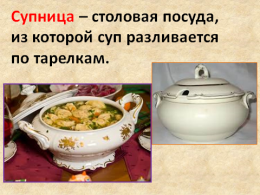 Супница – столовая посуда,
из которой суп разливается
по тарелкам.